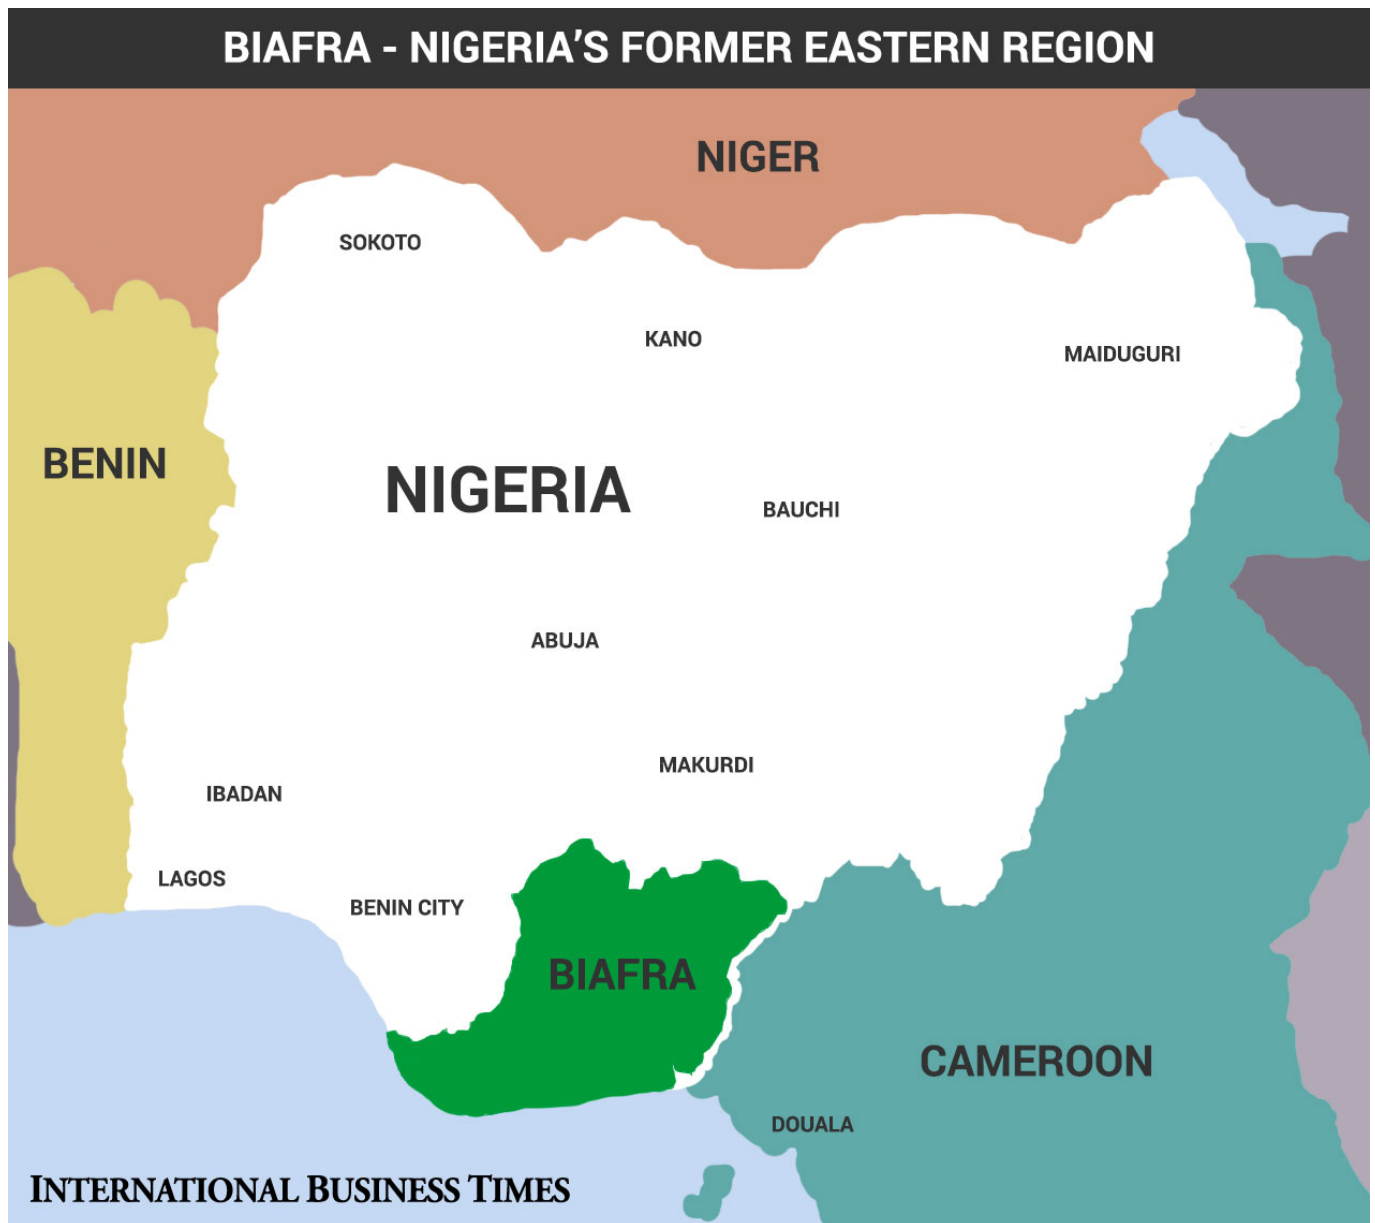 BIAFRA - NIGERIA'S FORMER EASTERN REGION
NIGER
SOKOTO
KANO
MAIDUGURI
BENIN
NIGERIA
BAUCHI
ABUJA
MAKURDI
IBADAN
LAGOS
BENIN CITY
BIAFRA
CAMEROON
DOUALA
INTERNATIONAL BUSINESS TIMES